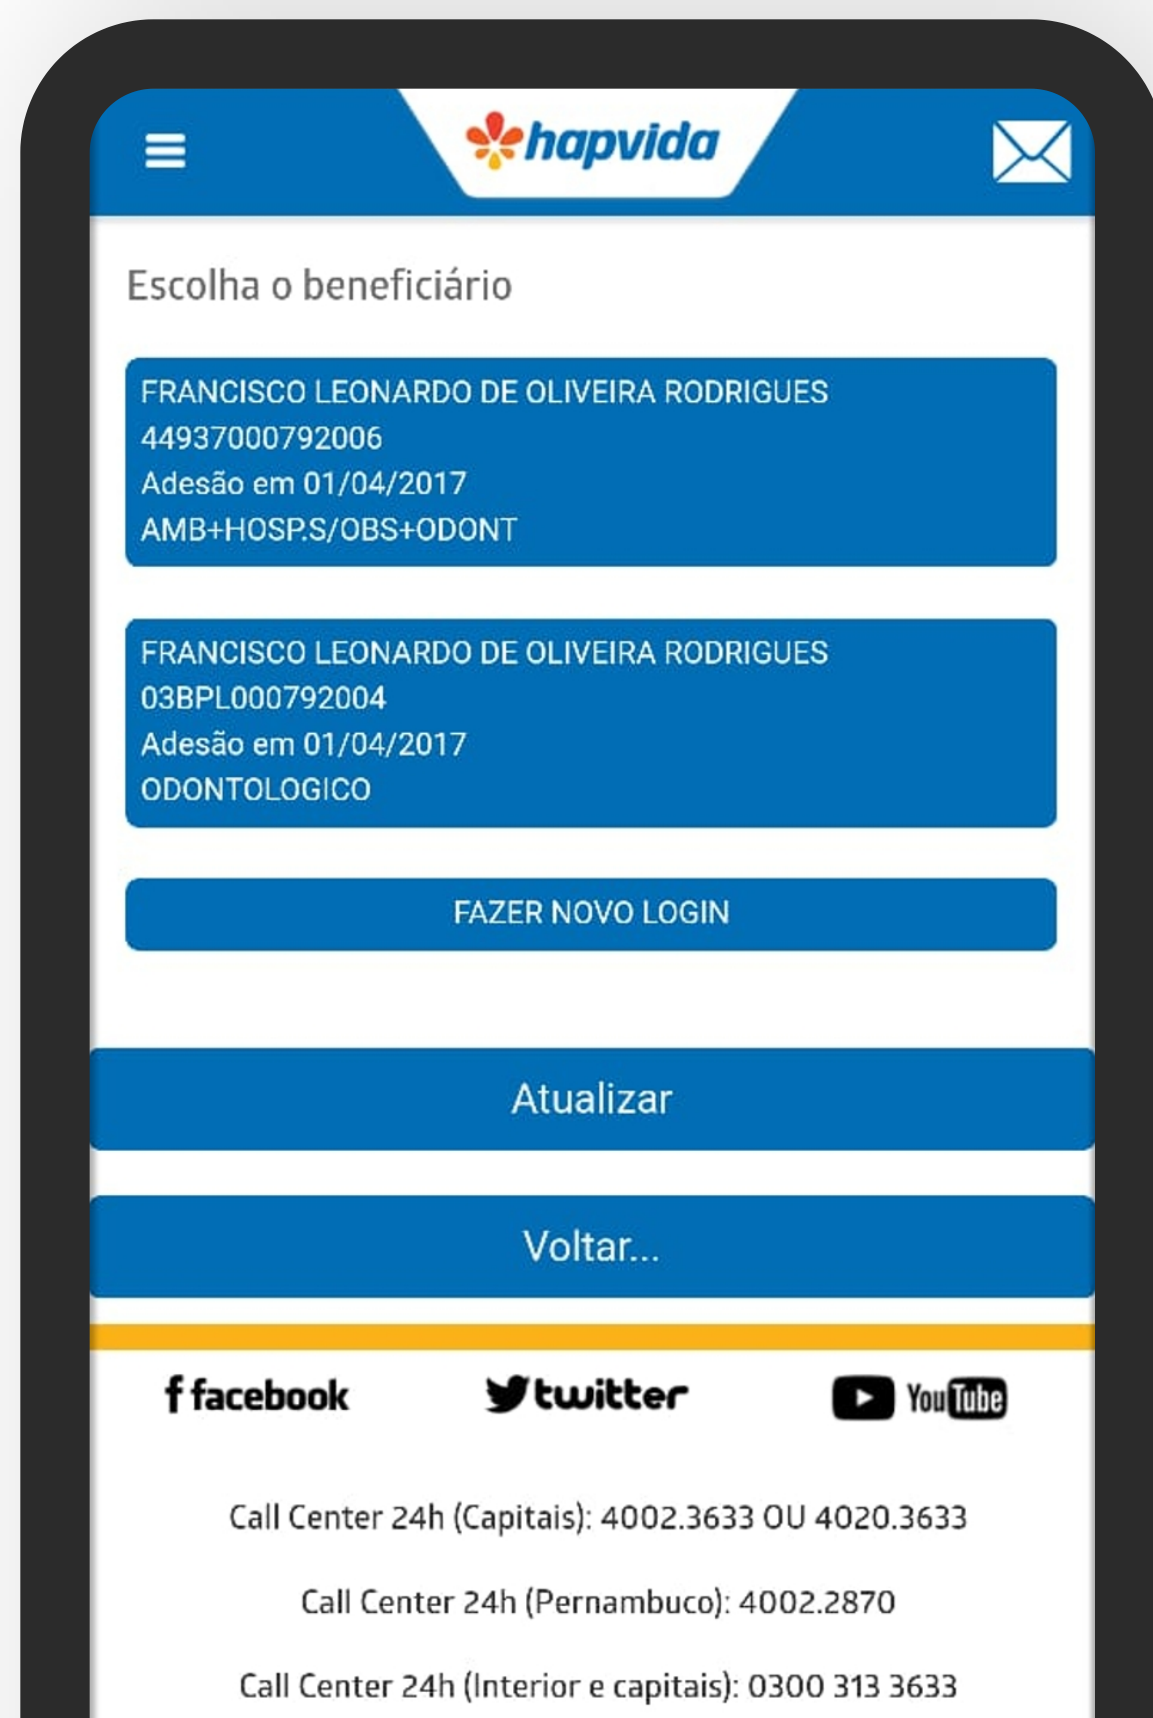 hapvida
Escolha o beneficiário
FRANCISCO LEONARDO DE OLIVEIRA RODRIGUES
44937000792006
Adesão em 01/04/2017
AMB+HOSP.S/OBS+ODONT
FRANCISCO LEONARDO DE OLIVEIRA RODRIGUES
03BPL000792004
Adesão em 01/04/2017
ODONTOLOGICO
FAZER NOVO LOGIN
Atualizar
Voltar...
f facebook twitter YouTube
Call Center 24h (Capitais): 4002.3633 OU 4020.3633
Call Center 24h (Pernambuco): 4002.2870
Call Center 24h (Interior e capitais): 0300 313 3633